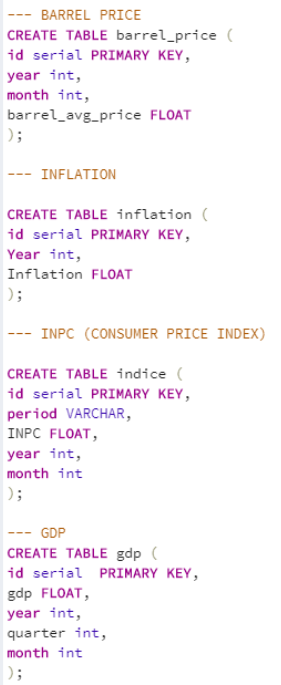 --- BARREL PRICE
CREATE TABLE barrel_price (
id serial PRIMARY KEY,
year int,
month int,
barrel_avg_price FLOAT
);
--- INFLATION
CREATE TABLE inflation (
id serial PRIMARY KEY,
Year int,
Inflation FLOAT
);
--- INPC (CONSUMER PRICE INDEX)
CREATE TABLE indice (
id serial PRIMARY KEY,
period VARCHAR,
INPC FLOAT,
year int,
month int
);
--- GDP
CREATE TABLE gdp (
id serial  PRIMARY KEY,
gdp FLOAT,
year int,
quarter int,
month int
);